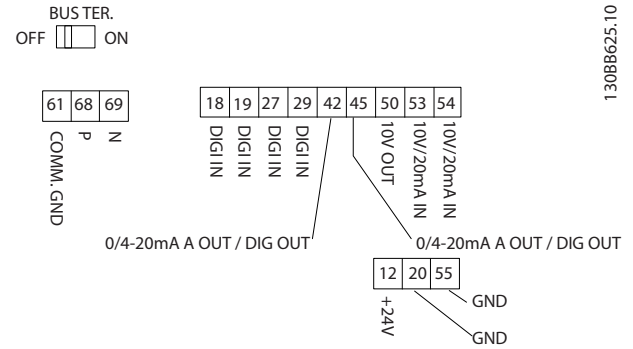 BUS TER.
OFF ON
130BB625.10
61 68 69
COMM. GND
P
N
18 19 27 29 42 45 50 53 54
DIGI IN
DIGI IN
DIGI IN
DIGI IN
10V OUT
10V/20mA IN
10V/20mA IN
0/4-20mA A OUT / DIG OUT
0/4-20mA A OUT / DIG OUT
12 20 55
+24V
GND
GND